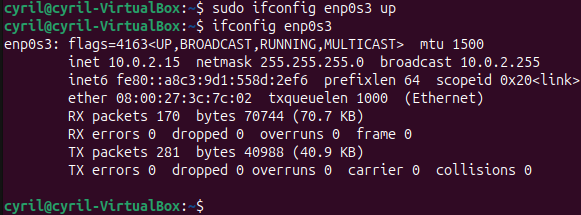 cyril@cyril-VirtualBox:~$ sudo ifconfig enp0s3 up
cyril@cyril-VirtualBox:~$ ifconfig enp0s3
enp0s3: flags=4163<UP,BROADCAST,RUNNING,MULTICAST>  mtu 1500
        inet 10.0.2.15  netmask 255.255.255.0  broadcast 10.0.2.255
        inet6 fe80::a8c3:9d1:558d:2ef6  prefixlen 64  scopeid 0x20<link>
        ether 08:00:27:3c:7c:02  txqueuelen 1000  (Ethernet)
        RX packets 170  bytes 70744 (70.7 KB)
        RX errors 0  dropped 0  overruns 0  frame 0
        TX packets 281  bytes 40988 (40.9 KB)
        TX errors 0  dropped 0 overruns 0  carrier 0  collisions 0
cyril@cyril-VirtualBox:~$